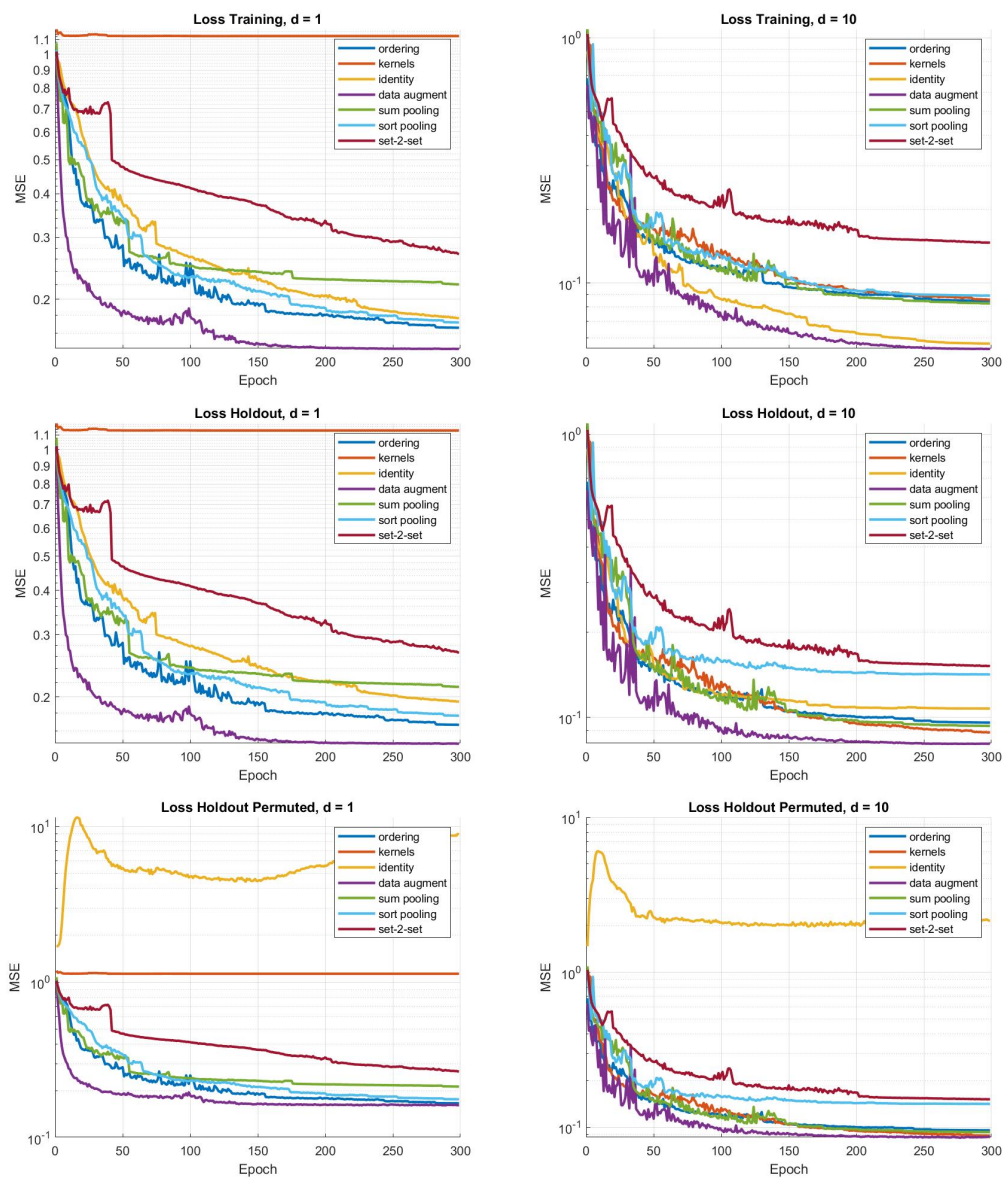 Loss Training, d = 1
1.1
1
0.9
0.8
0.7
0.6
0.5
0.4
0.3
0.2
MSE
ordering
kernels
identity
data augment
sum pooling
sort pooling
set-2-set
0 50 100 150 200 250 300
Epoch
Loss Training, d = 10
10^0
10^-1
MSE
ordering
kernels
identity
data augment
sum pooling
sort pooling
set-2-set
0 50 100 150 200 250 300
Epoch
Loss Holdout, d = 1
1.1
1
0.9
0.8
0.7
0.6
0.5
0.4
0.3
0.2
MSE
ordering
kernels
identity
data augment
sum pooling
sort pooling
set-2-set
0 50 100 150 200 250 300
Epoch
Loss Holdout, d = 10
10^0
10^-1
MSE
ordering
kernels
identity
data augment
sum pooling
sort pooling
set-2-set
0 50 100 150 200 250 300
Epoch
Loss Holdout Permuted, d = 1
10^1
10^0
10^-1
MSE
ordering
kernels
identity
data augment
sum pooling
sort pooling
set-2-set
0 50 100 150 200 250 300
Epoch
Loss Holdout Permuted, d = 10
10^1
10^0
10^-1
MSE
ordering
kernels
identity
data augment
sum pooling
sort pooling
set-2-set
0 50 100 150 200 250 300
Epoch